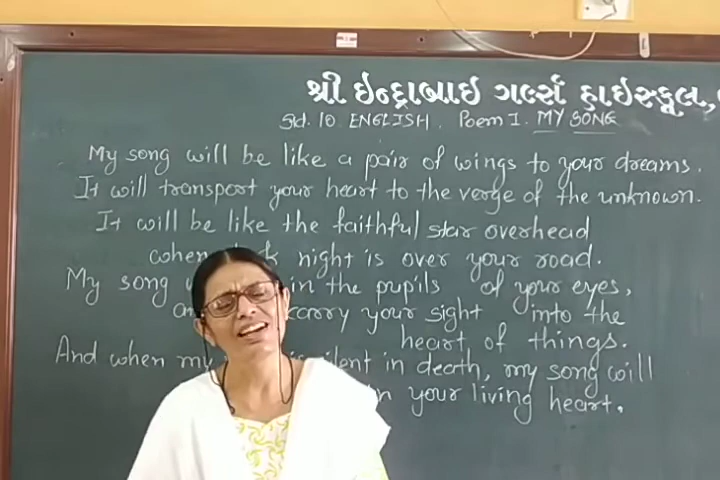 શ્રી ઇન્દ્રાબાઇ ગર્લ્સ હાઇસ્કૂલ,
Std. 10 ENGLISH. Poem 1. MY SONG
My song will be like a pair of wings to your dreams.
It will transport your heart to the verge of the unknown.
It will be like the faithful star overhead
when night is over your road.
My song in the pupils of your eyes,
carry your sight into the
heart of things.
And when my silent in death, my song will
in your living heart.